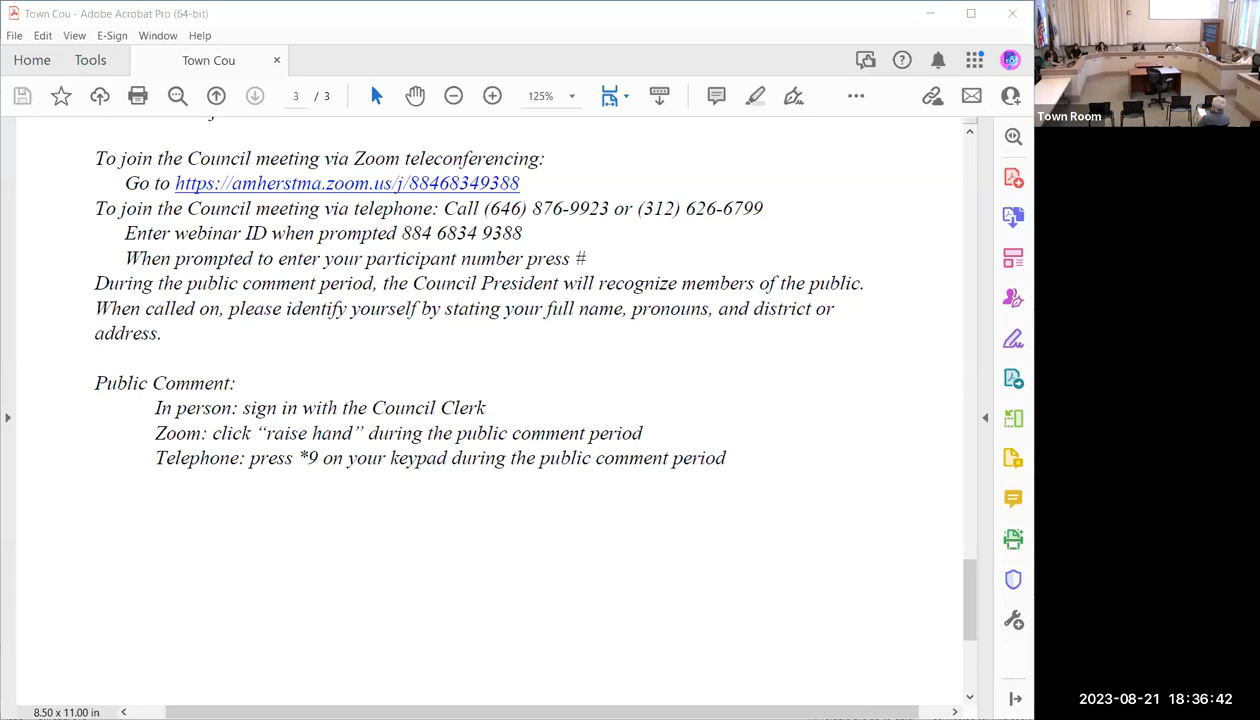 Town Cou - Adobe Acrobat Pro (64-bit)
File Edit View E-Sign Window Help
Home Tools Town Cou ×
3 / 3 125%
To join the Council meeting via Zoom teleconferencing:
Go to https://amherstma.zoom.us/j/88468349388
To join the Council meeting via telephone: Call (646) 876-9923 or (312) 626-6799
Enter webinar ID when prompted 884 6834 9388
When prompted to enter your participant number press #
During the public comment period, the Council President will recognize members of the public.
When called on, please identify yourself by stating your full name, pronouns, and district or
address.
Public Comment:
In person: sign in with the Council Clerk
Zoom: click “raise hand” during the public comment period
Telephone: press *9 on your keypad during the public comment period
8.50 x 11.00 in
Town Room
2023-08-21 18:36:42